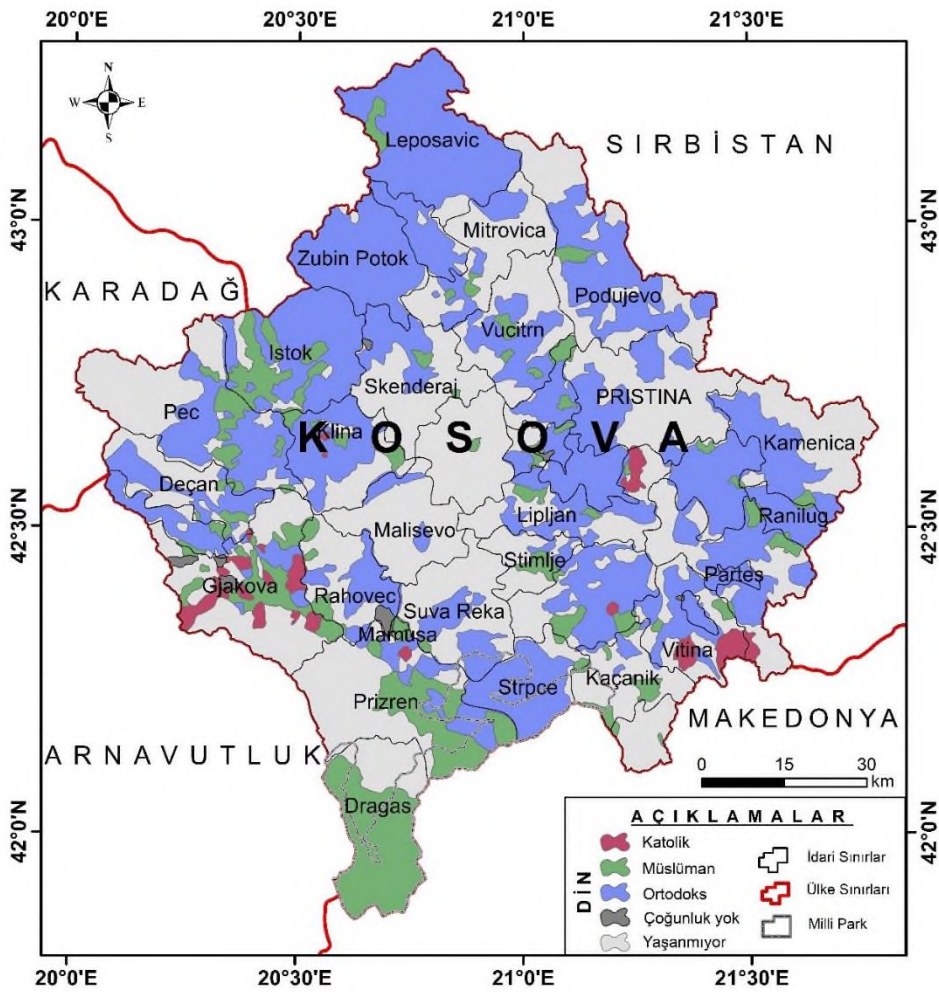 20°0'E 20°30'E 21°0'E 21°30'E
N
W E
S
SIRBİSTAN
Leposavic
43°0'N 43°0'N
Mitrovica
Zubin Potok
KARADAĞ
Podujevo
Vucitrn
Istok
Skenderaj
PRISTINA
Pec
Klina
KOSOVA
Kamenica
Deçan
42°30'N 42°30'N
Lipljan
Ranilug
Malisevo
Stimlje
Partes
Gjakova
Rahovec
Suva Reka
Mamusa
Vitina
Kaçanik
Strpce
Prizren
MAKEDONYA
ARNAVUTLUK
0 15 30
km
Dragas
42°0'N 42°0'N
AÇIKLAMALAR
DİN
Katolik
Müslüman
Ortodoks
Çoğunluk yok
Yaşanmıyor
İdari Sınırlar
Ülke Sınırları
Milli Park
20°0'E 20°30'E 21°0'E 21°30'E